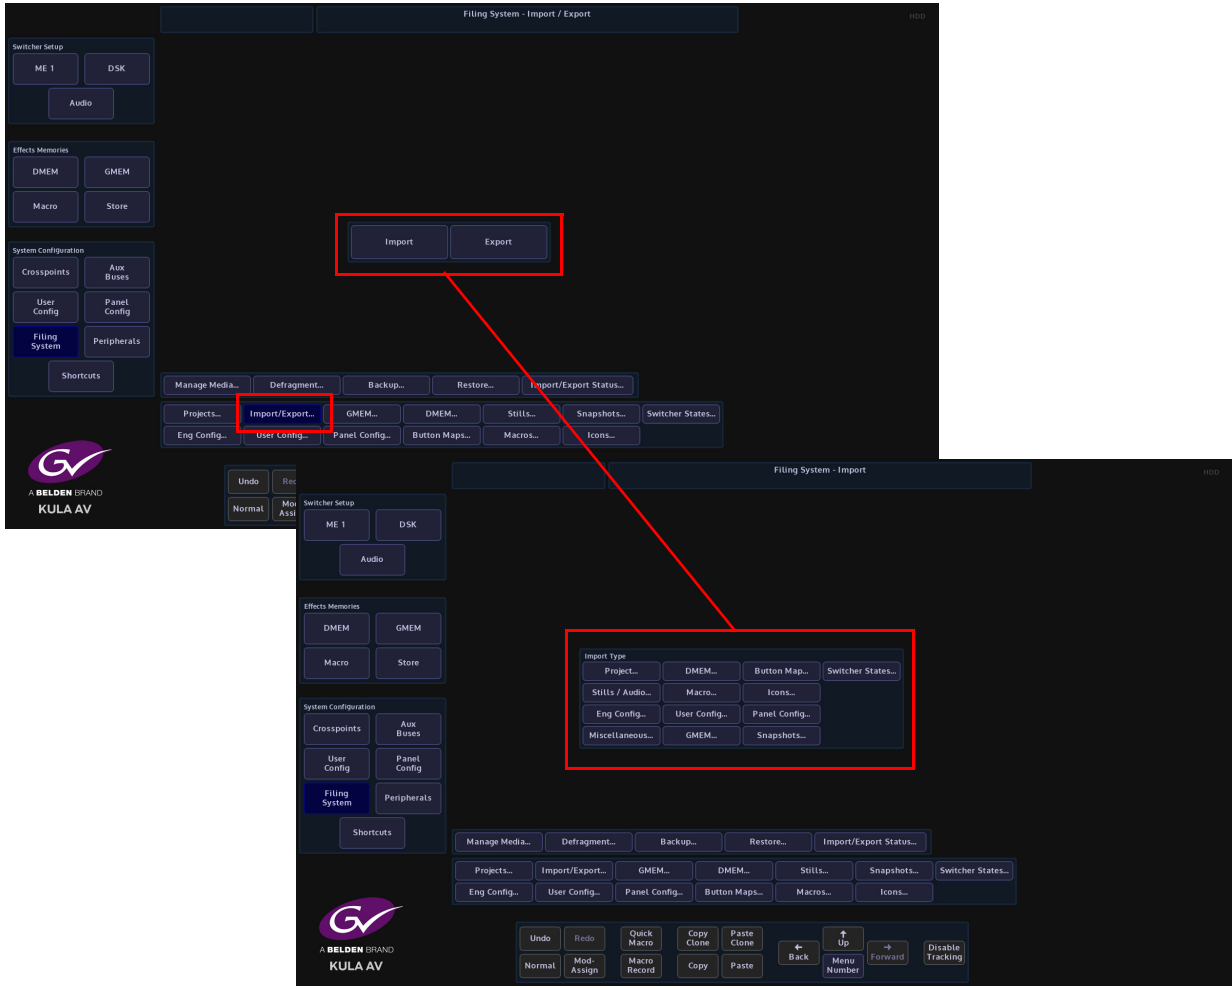 Filing System - Import / Export
HDD
Switcher Setup
ME 1
DSK
Audio
Effects Memories
DMEM
GMEM
Macro
Store
System Configuration
Crosspoints
Aux
Buses
User
Config
Panel
Config
Filing
System
Peripherals
Shortcuts
Import
Export
Manage Media...
Defragment...
Backup...
Restore...
Import/Export Status...
Projects...
Import/Export...
GMEM...
DMEM...
Stills...
Snapshots...
Switcher States...
Eng Config...
User Config...
Panel Config...
Button Maps...
Macros...
Icons...
GV
A BELDEN BRAND
KULA AV
Undo
Normal
Filing System - Import
HDD
Switcher Setup
ME 1
DSK
Audio
Effects Memories
DMEM
GMEM
Macro
Store
System Configuration
Crosspoints
Aux
Buses
User
Config
Panel
Config
Filing
System
Peripherals
Shortcuts
Import Type
Project...
DMEM...
Button Map...
Switcher States...
Stills / Audio...
Macro...
Icons...
Eng Config...
User Config...
Panel Config...
Miscellaneous...
GMEM...
Snapshots...
Manage Media...
Defragment...
Backup...
Restore...
Import/Export Status...
Projects...
Import/Export...
GMEM...
DMEM...
Stills...
Snapshots...
Switcher States...
Eng Config...
User Config...
Panel Config...
Button Maps...
Macros...
Icons...
GV
A BELDEN BRAND
KULA AV
Undo
Redo
Quick
Macro
Copy
Clone
Paste
Clone
Up
Back
Forward
Disable
Tracking
Normal
Mod-
Assign
Macro
Record
Copy
Paste
Menu
Number